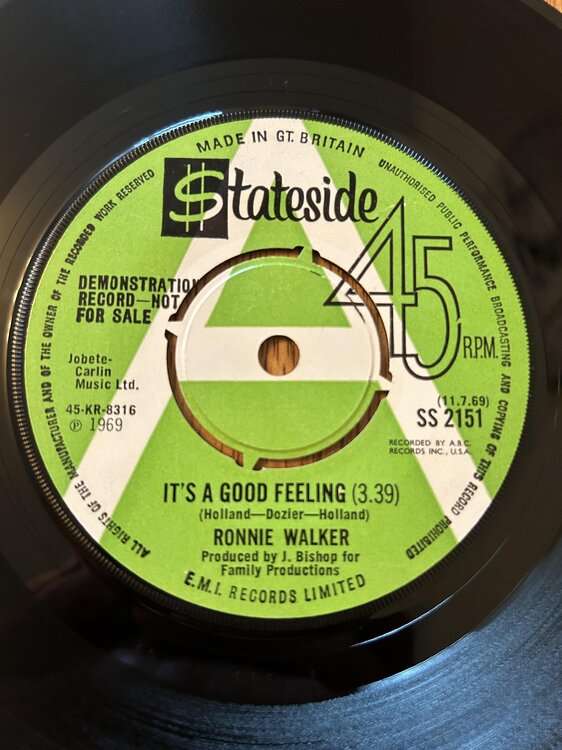 MADE IN GT. BRITAIN
$tateside
45 R.P.M.
DEMONSTRATION
RECORD—NOT
FOR SALE
Jobete-
Carlin
Music Ltd.
45-KR-8316
℗ 1969
(11.7.69)
SS 2151
RECORDED BY A.B.C.
RECORDS INC., U.S.A.
A
IT'S A GOOD FEELING (3.39)
(Holland—Dozier—Holland)
RONNIE WALKER
Produced by J. Bishop for
Family Productions
E.M.I. RECORDS LIMITED
ALL RIGHTS OF THE MANUFACTURER AND OF THE OWNER OF THE RECORDED WORK RESERVED
UNAUTHORISED PUBLIC PERFORMANCE BROADCASTING AND COPYING OF THIS RECORD PROHIBITED